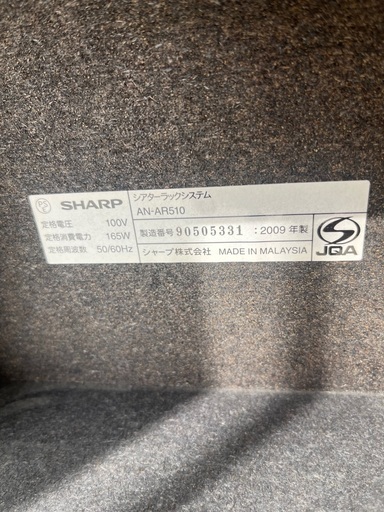 PS
E
SHARP
定格電圧 100V
定格消費電力 165W
定格周波数 50/60Hz
シアターラックシステム
AN-AR510
製造番号 90505331 : 2009 年製
シャープ株式会社 MADE IN MALAYSIA
JQA